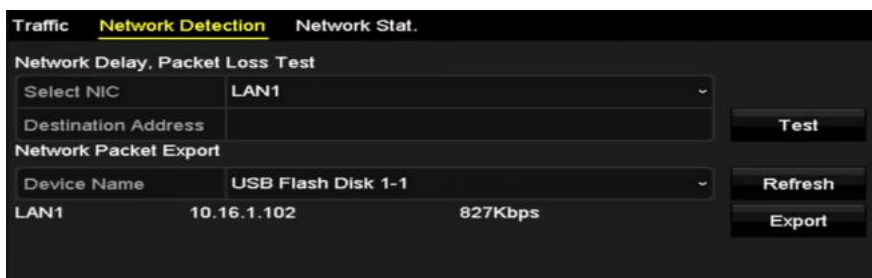 Traffic Network Detection Network Stat.
Network Delay, Packet Loss Test
Select NIC LAN1
Destination Address Test
Network Packet Export
Device Name USB Flash Disk 1-1 Refresh
LAN1 10.16.1.102 827Kbps Export